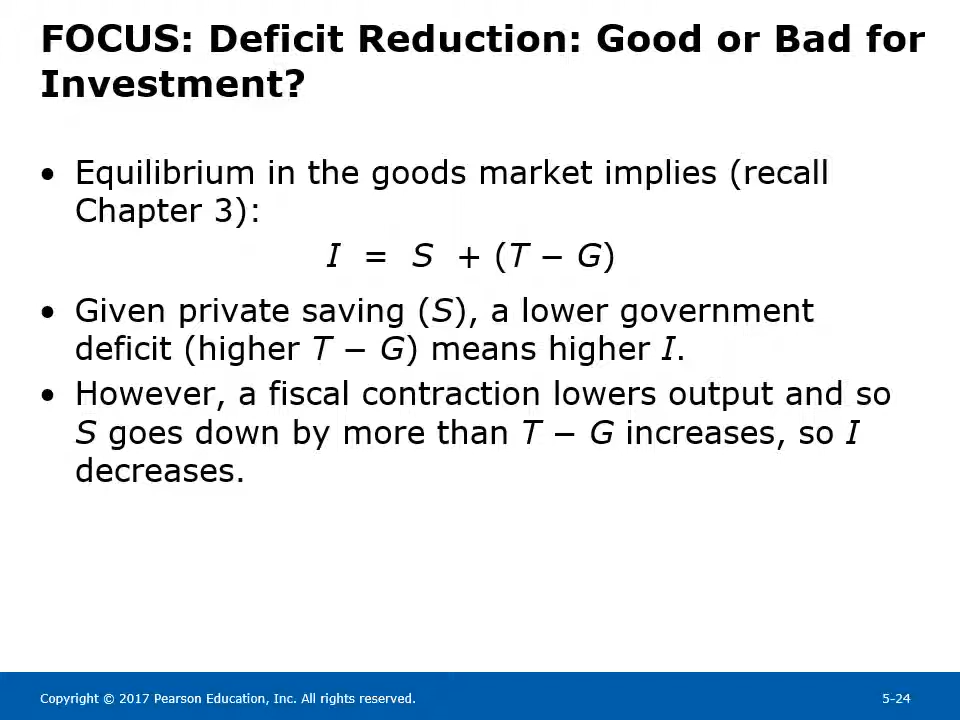 FOCUS: Deficit Reduction: Good or Bad for
Investment?
• Equilibrium in the goods market implies (recall
Chapter 3):
I = S + (T − G)
• Given private saving (S), a lower government
deficit (higher T − G) means higher I.
• However, a fiscal contraction lowers output and so
S goes down by more than T − G increases, so I
decreases.
Copyright © 2017 Pearson Education, Inc. All rights reserved.
5-24